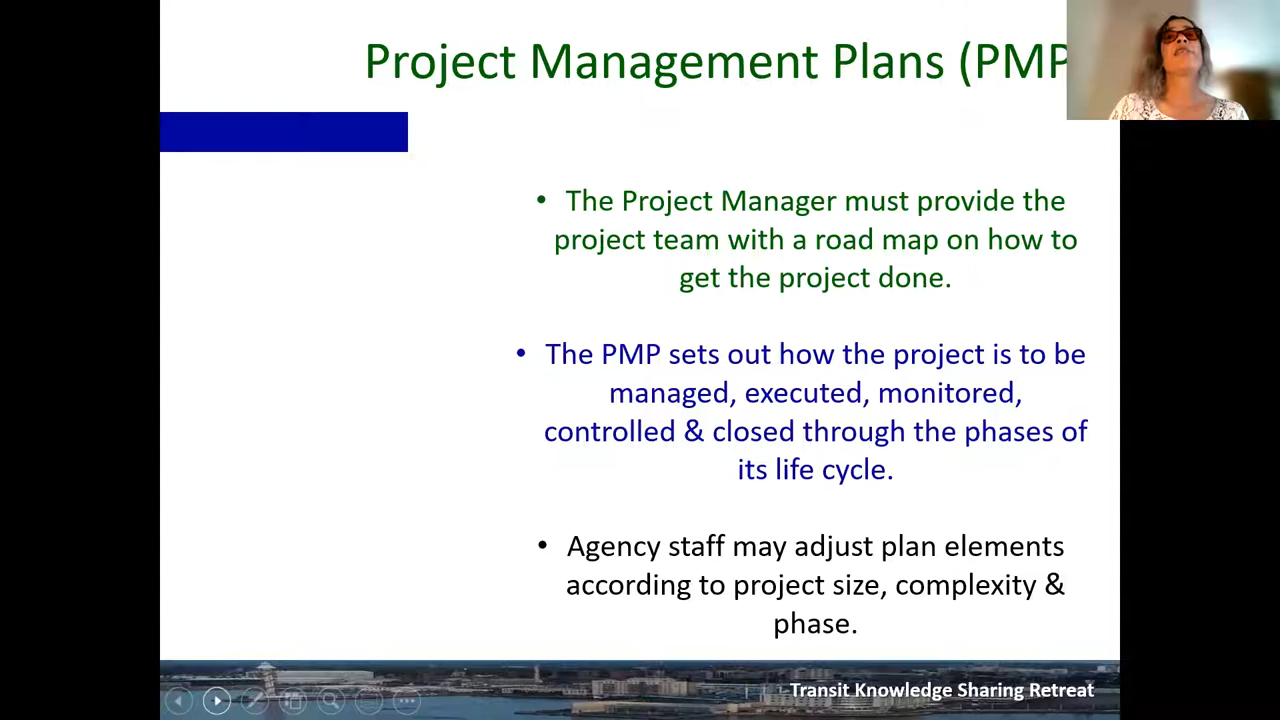 Project Management Plans (PMP
• The Project Manager must provide the
project team with a road map on how to
get the project done.
• The PMP sets out how the project is to be
managed, executed, monitored,
controlled & closed through the phases of
its life cycle.
• Agency staff may adjust plan elements
according to project size, complexity &
phase.
Transit Knowledge Sharing Retreat